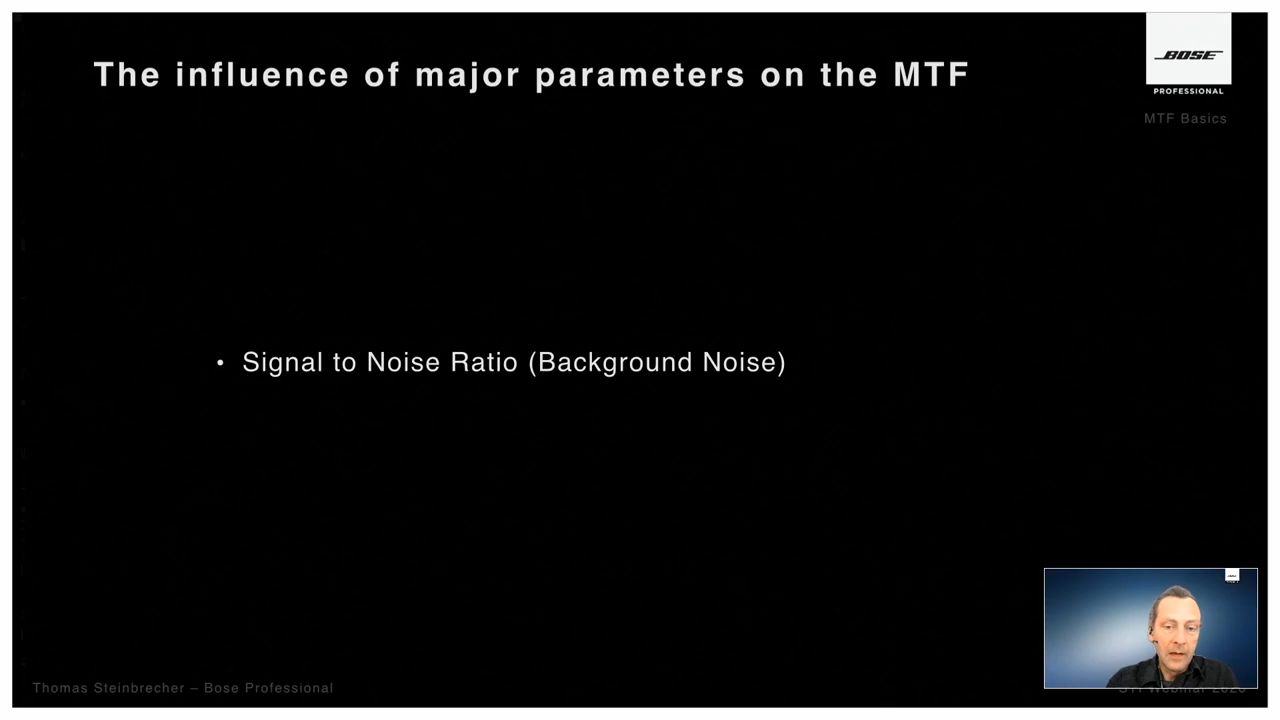 The influence of major parameters on the MTF
BOSE
PROFESSIONAL
MTF Basics
• Signal to Noise Ratio (Background Noise)
Thomas Steinbrecher – Bose Professional